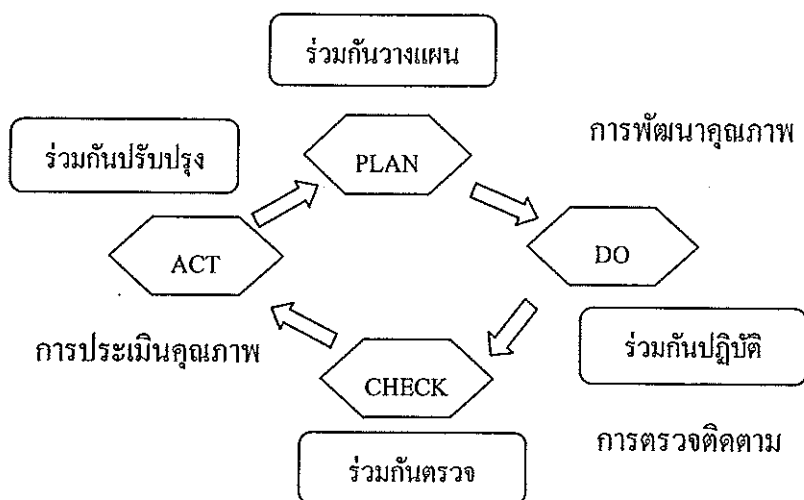 ร่วมกันวางแผน
การพัฒนาคุณภาพ
ร่วมกันปรับปรุง
PLAN
ACT
DO
การประเมินคุณภาพ
ร่วมกันปฏิบัติ
CHECK
การตรวจติดตาม
ร่วมกันตรวจ